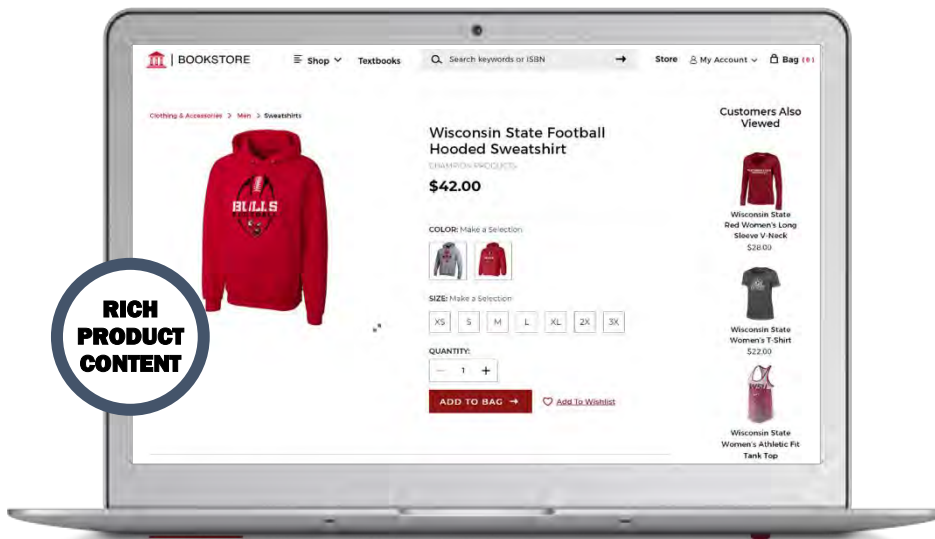 | BOOKSTORE
Shop
Textbooks
Search keywords or ISBN
Store
My Account
Bag (0)
Clothing & Accessories > Men > Sweatshirts
BULLS
Wisconsin State Football
Hooded Sweatshirt
CHAMPION PRODUCTS
$42.00
COLOR: Make a Selection
SIZE: Make a Selection
XS S M L XL 2X 3X
QUANTITY:
— 1 +
ADD TO BAG →
Add To Wishlist
Customers Also
Viewed
Wisconsin State
Red Women's Long
Sleeve V-Neck
$28.00
Wisconsin State
Women's T-Shirt
$22.00
WSU
Wisconsin State
Women's Athletic Fit
Tank Top
RICH
PRODUCT
CONTENT